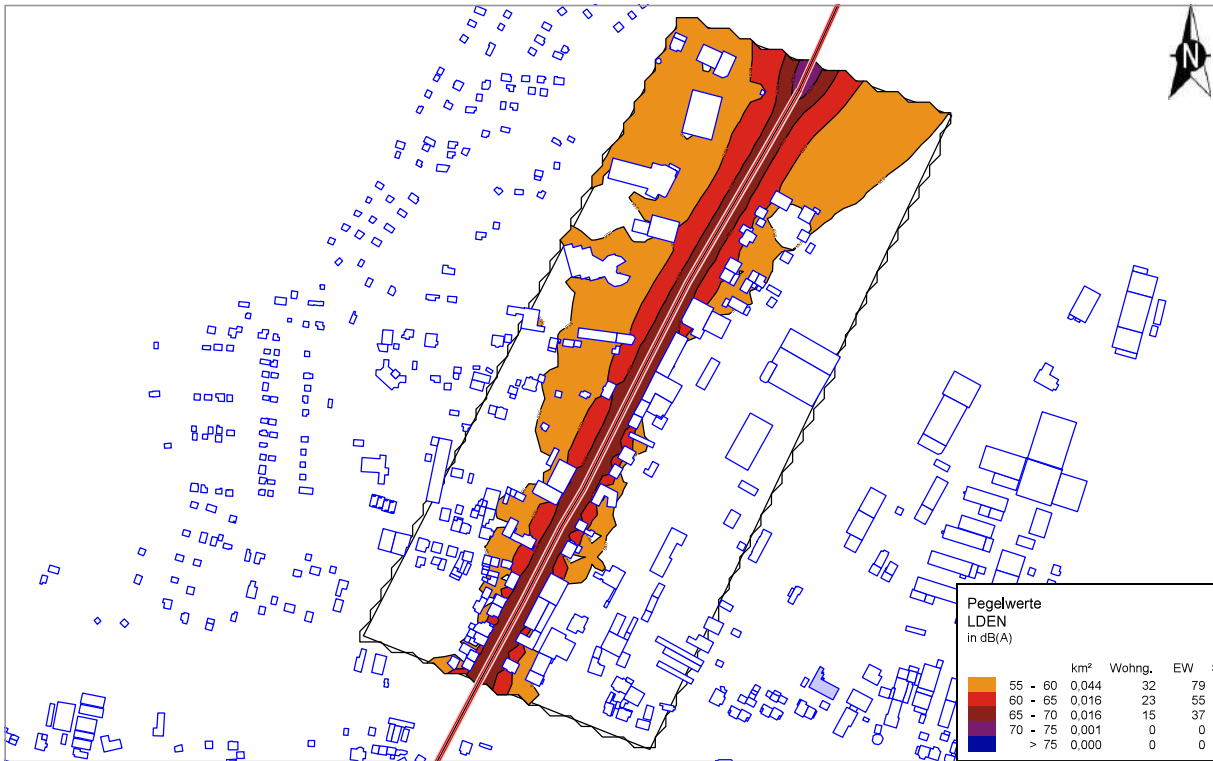 N
Pegelwerte
LDEN
in dB(A)
km² Wohng. EW
55 - 60 0,044 32 79
60 - 65 0,016 23 55
65 - 70 0,016 15 37
70 - 75 0,001 0 0
> 75 0,000 0 0